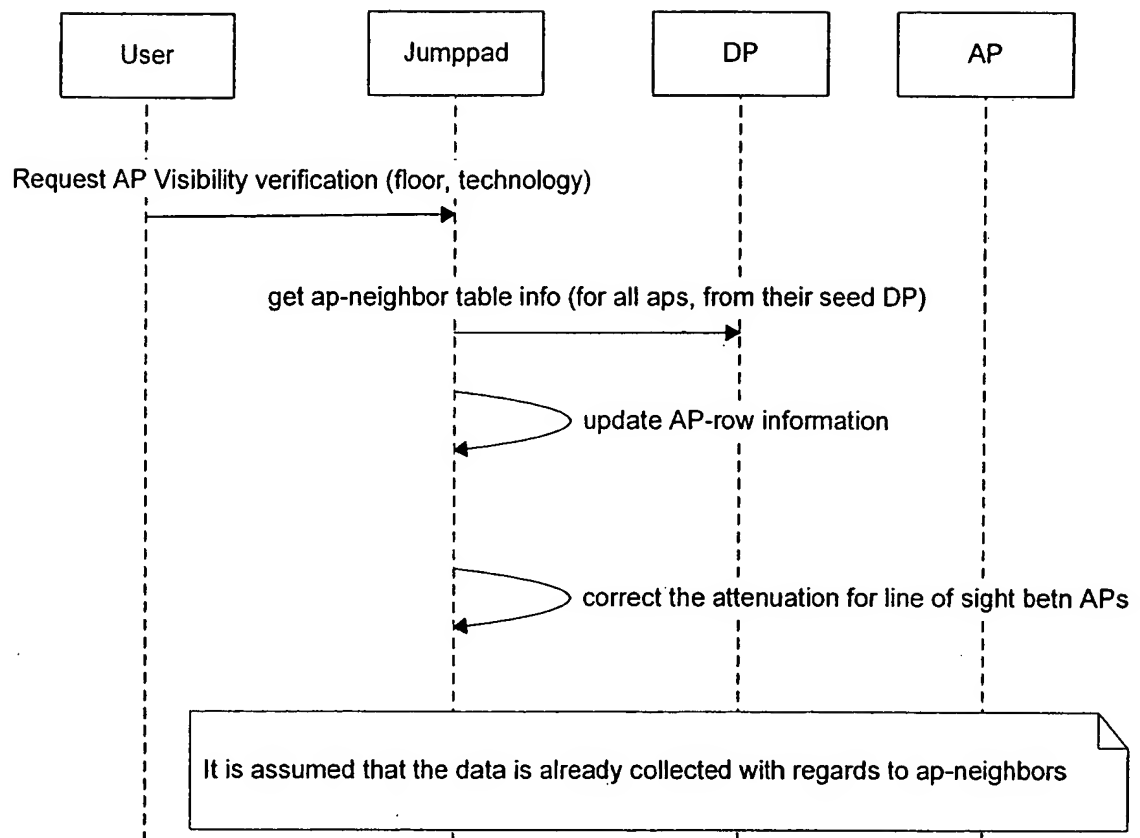 User
Jumppad
DP
AP
Request AP Visibility verification (floor, technology)
get ap-neighbor table info (for all aps, from their seed DP)
update AP-row information
correct the attenuation for line of sight betn APs
It is assumed that the data is already collected with regards to ap-neighbors